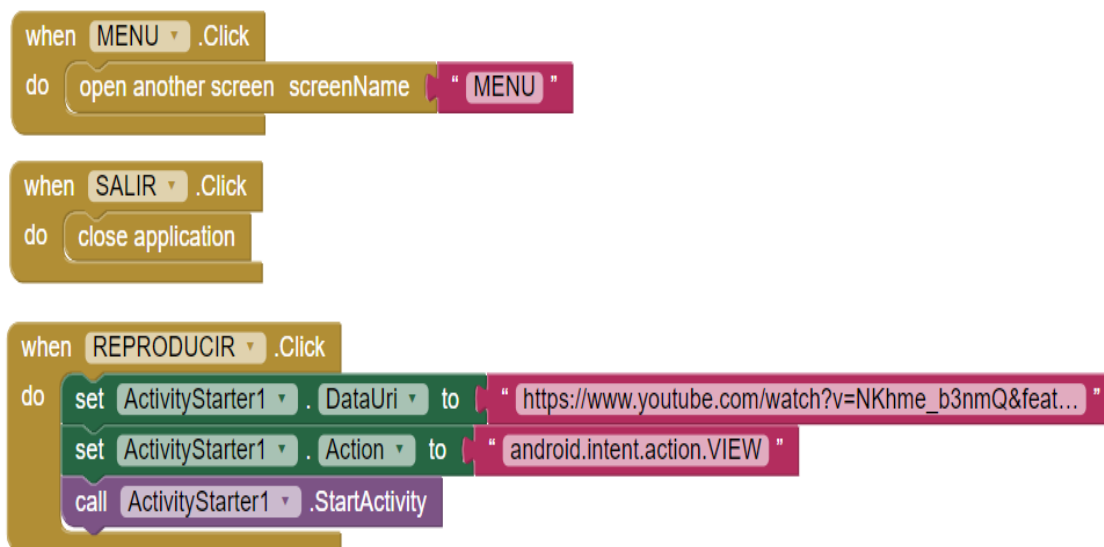 when MENU .Click
do open another screen screenName " MENU "
when SALIR .Click
do close application
when REPRODUCIR .Click
do set ActivityStarter1 . DataUri to " https://www.youtube.com/watch?v=NKhme_b3nmQ&feat... "
set ActivityStarter1 . Action to " android.intent.action.VIEW "
call ActivityStarter1 .StartActivity